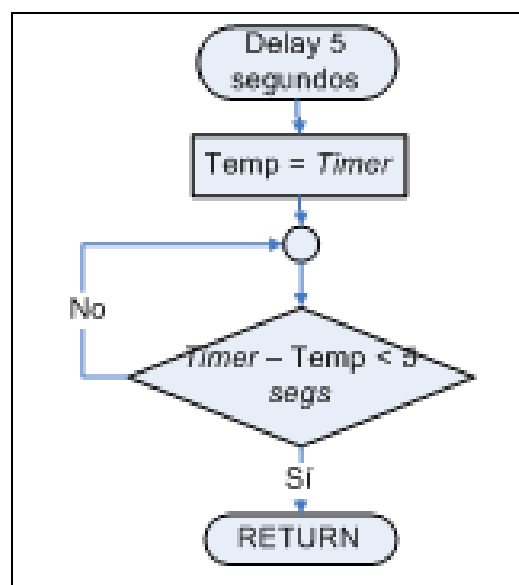 Delay 5
segundos
Temp = Timer
No
Timer – Temp < 5
segs
Sí
RETURN